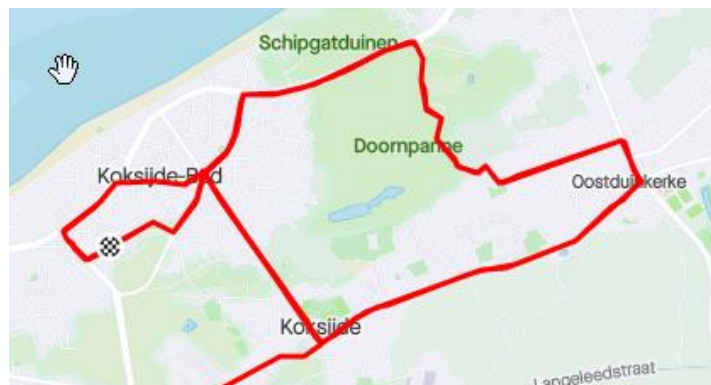 Schipgatduinen
Doornpanne
Koksijde-Bad
Oostduinkerke
Koksijde
Langeleedstraat